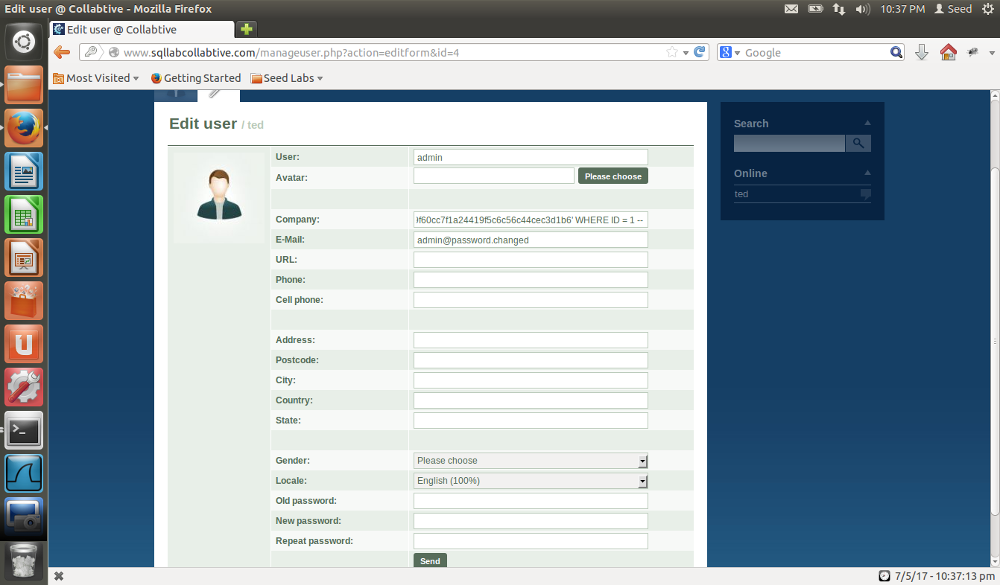 Edit user @ Collabtive - Mozilla Firefox
10:37 PM Seed
Edit user @ Collabtive
www.sqllabcollabtive.com/manageuser.php?action=editform&id=4
Google
Most Visited
Getting Started
Seed Labs
Edit user / ted
User: admin
Avatar: Please choose
Company: 9f60cc7f1a24419f5c6c56c44cec3d1b6' WHERE ID = 1 --
E-Mail: admin@password.changed
URL:
Phone:
Cell phone:
Address:
Postcode:
City:
Country:
State:
Gender: Please choose
Locale: English (100%)
Old password:
New password:
Repeat password:
Send
Search
Online
ted
7/5/17 - 10:37:13 pm